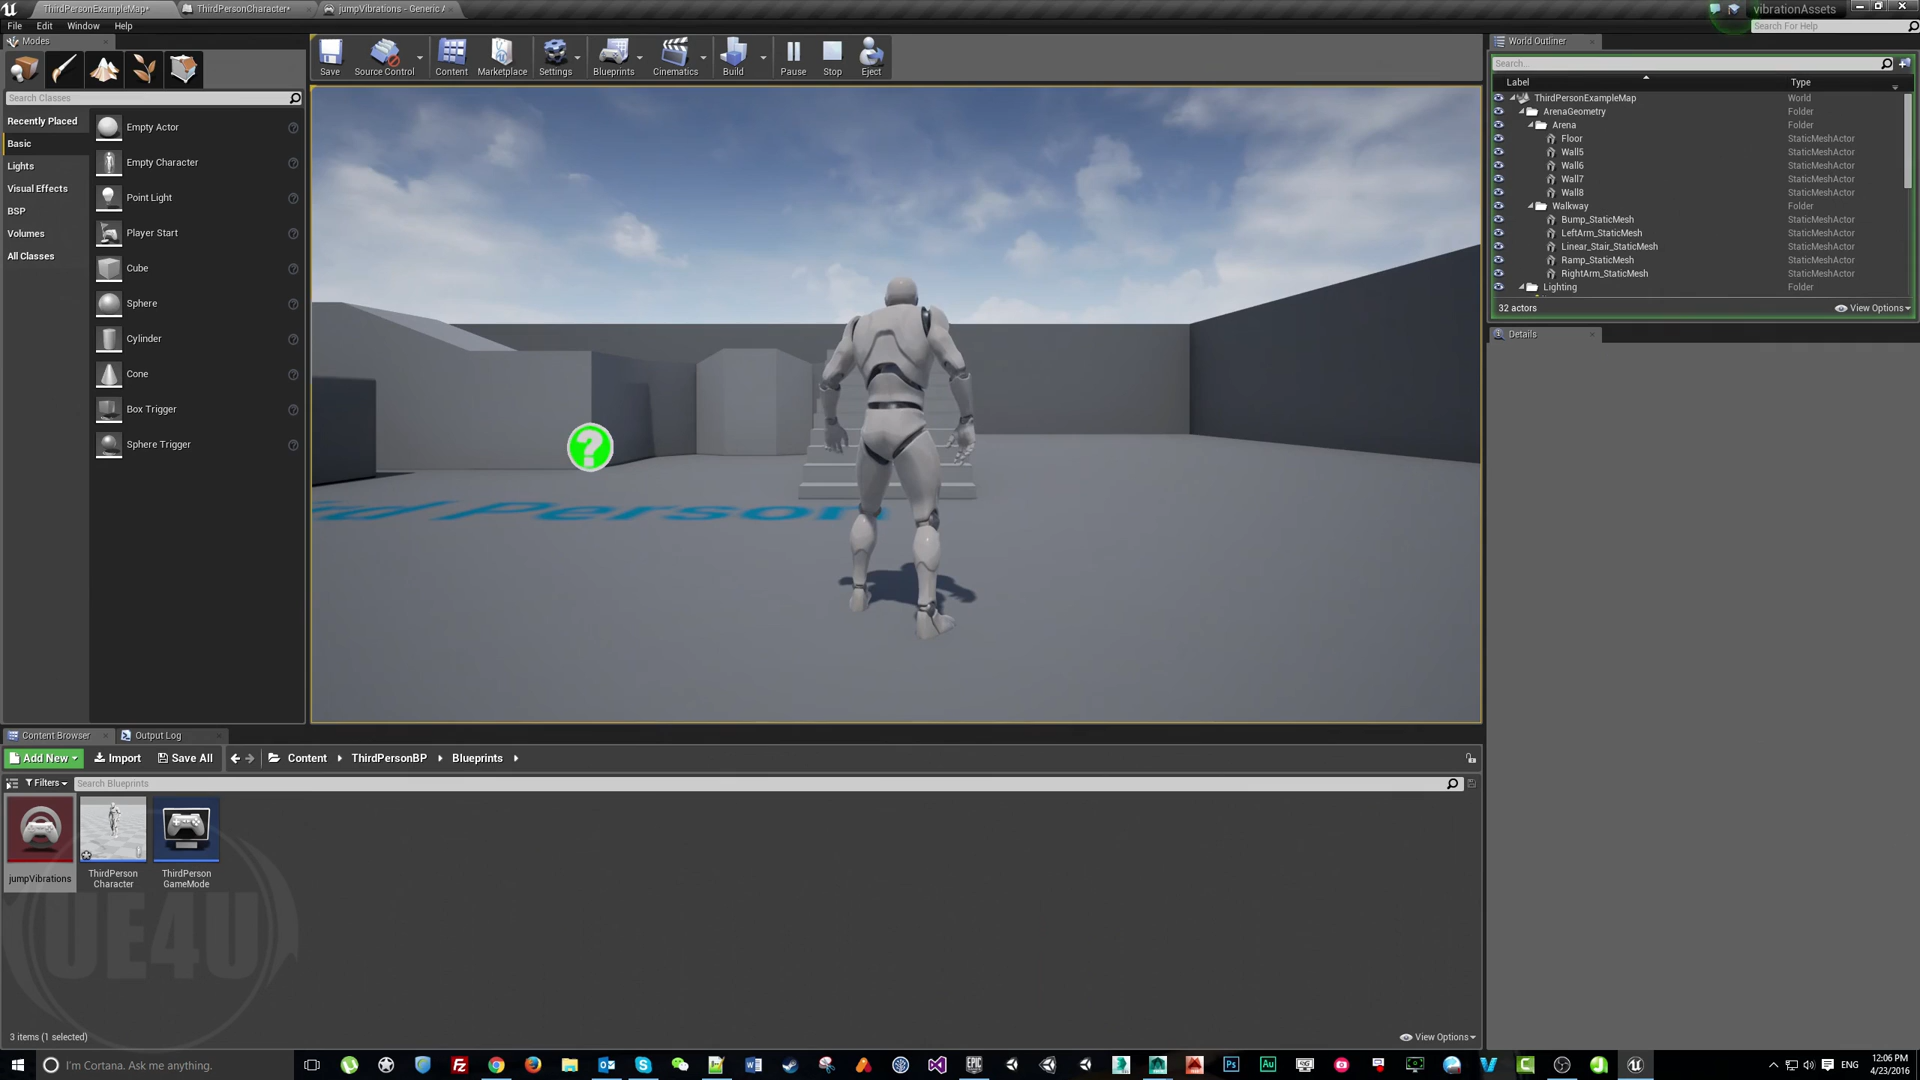 ThirdPersonExampleMap*
ThirdPersonCharacter*
jumpVibrations - Generic A
vibrationAssets
File Edit Window Help
Search For Help
Modes
Save
Source Control
Content
Marketplace
Settings
Blueprints
Cinematics
Build
Pause
Stop
Eject
Search Classes
Recently Placed
Basic
Lights
Visual Effects
BSP
Volumes
All Classes
Empty Actor
Empty Character
Point Light
Player Start
Cube
Sphere
Cylinder
Cone
Box Trigger
Sphere Trigger
?
Person
World Outliner
Search...
Label Type
ThirdPersonExampleMap World
ArenaGeometry Folder
Arena Folder
Floor StaticMeshActor
Wall5 StaticMeshActor
Wall6 StaticMeshActor
Wall7 StaticMeshActor
Wall8 StaticMeshActor
Walkway Folder
Bump_StaticMesh StaticMeshActor
LeftArm_StaticMesh StaticMeshActor
Linear_Stair_StaticMesh StaticMeshActor
Ramp_StaticMesh StaticMeshActor
RightArm_StaticMesh StaticMeshActor
Lighting Folder
32 actors
View Options
Details
Content Browser
Output Log
Add New
Import
Save All
Content
ThirdPersonBP
Blueprints
Filters
Search Blueprints
jumpVibrations
ThirdPerson
Character
ThirdPerson
GameMode
UE4U
3 items (1 selected)
View Options
I'm Cortana. Ask me anything.
ENG
12:06 PM
4/23/2016